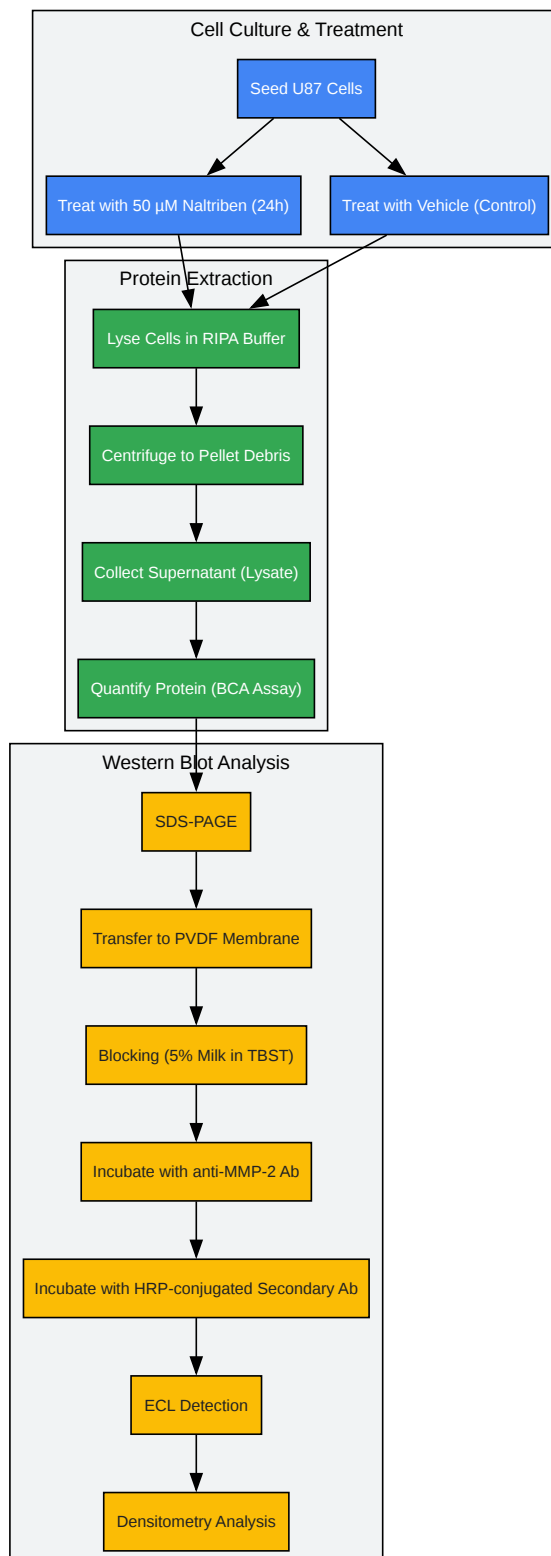 Cell Culture & Treatment
Seed U87 Cells
Treat with 50 µM Naltriben (24h)
Treat with Vehicle (Control)
Protein Extraction
Lyse Cells in RIPA Buffer
Centrifuge to Pellet Debris
Collect Supernatant (Lysate)
Quantify Protein (BCA Assay)
Western Blot Analysis
SDS-PAGE
Transfer to PVDF Membrane
Blocking (5% Milk in TBST)
Incubate with anti-MMP-2 Ab
Incubate with HRP-conjugated Secondary Ab
ECL Detection
Densitometry Analysis